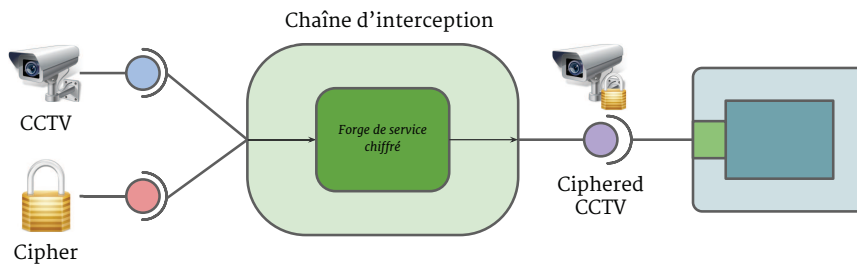 Chaîne d'interception
CCTV
Forge de service
chiffré
Ciphered
CCTV
Cipher